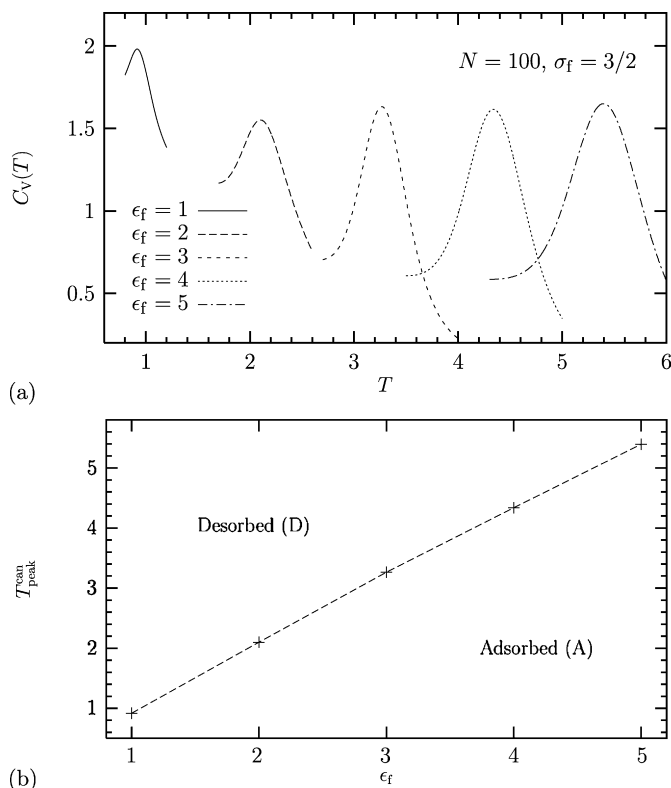 2
1.5
1
0.5
C_V(T)
N = 100, σ_f = 3/2
ϵ_f = 1
ϵ_f = 2
ϵ_f = 3
ϵ_f = 4
ϵ_f = 5
1 2 3 4 5 6
T
(a)
5
4
3
2
1
T^can_peak
Desorbed (D)
Adsorbed (A)
1 2 3 4 5
ϵ_f
(b)